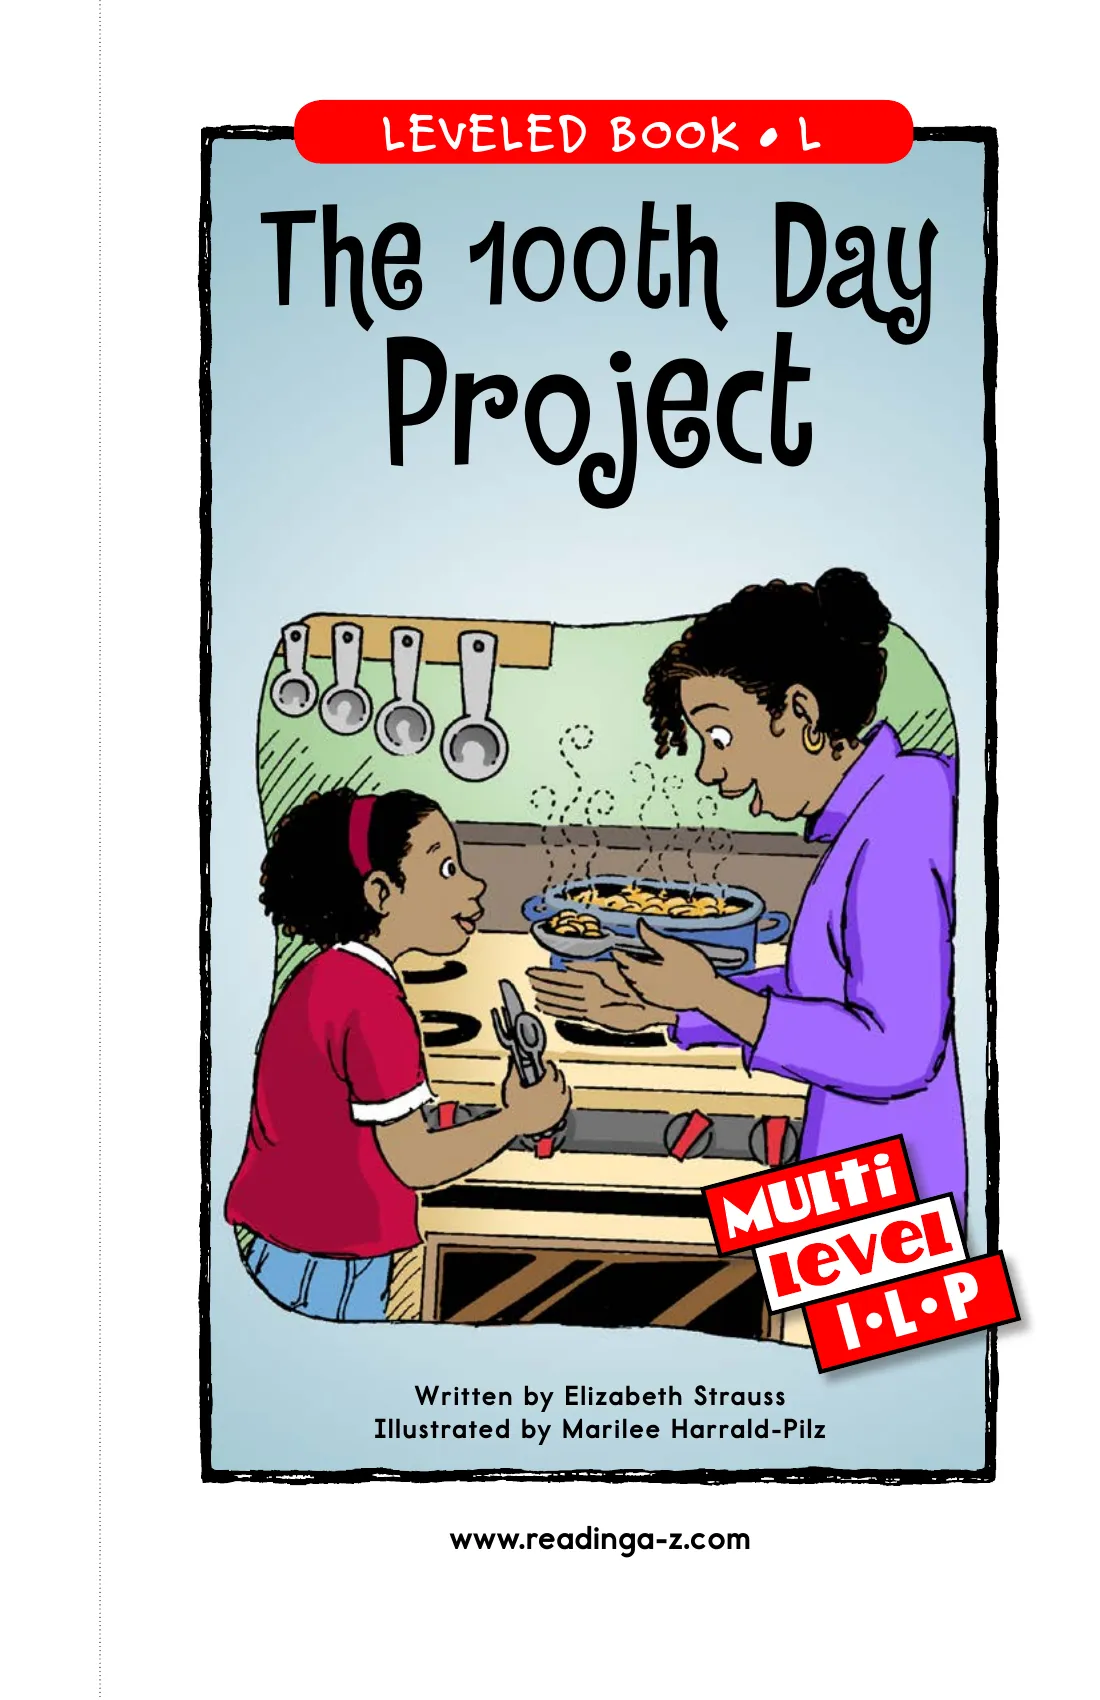 LEVELED BOOK • L
The 100th Day
Project
MULTi
level
I•L•P
Written by Elizabeth Strauss
Illustrated by Marilee Harrald-Pilz
www.readinga-z.com